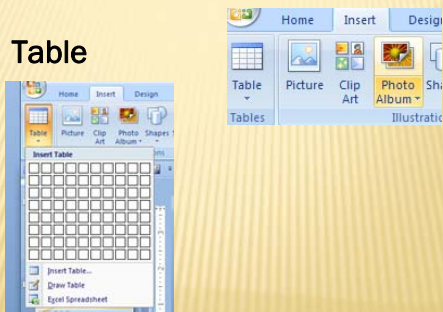 Table
Home Insert Design
Table Picture Clip Art Photo Album Shapes
Insert Table
Insert Table...
Draw Table
Excel Spreadsheet
Home Insert Desig
Table Picture Clip Art Photo Album Sha
Tables Illustratio